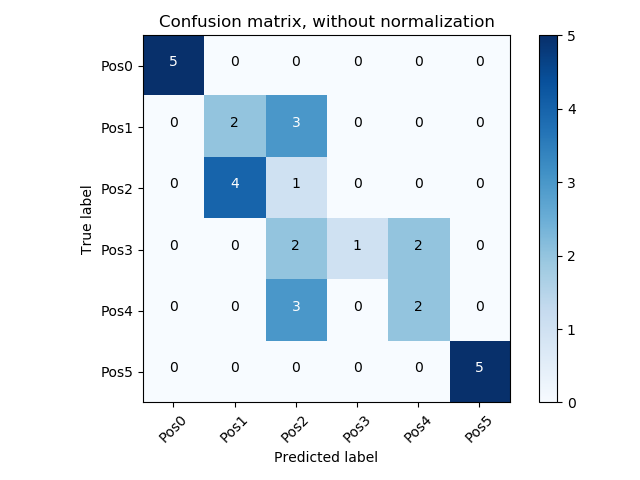 Confusion matrix, without normalization
Pos0 5 0 0 0 0 0
Pos1 0 2 3 0 0 0
Pos2 0 4 1 0 0 0
Pos3 0 0 2 1 2 0
Pos4 0 0 3 0 2 0
Pos5 0 0 0 0 0 5
Pos0 Pos1 Pos2 Pos3 Pos4 Pos5
Predicted label
True label
5
4
3
2
1
0